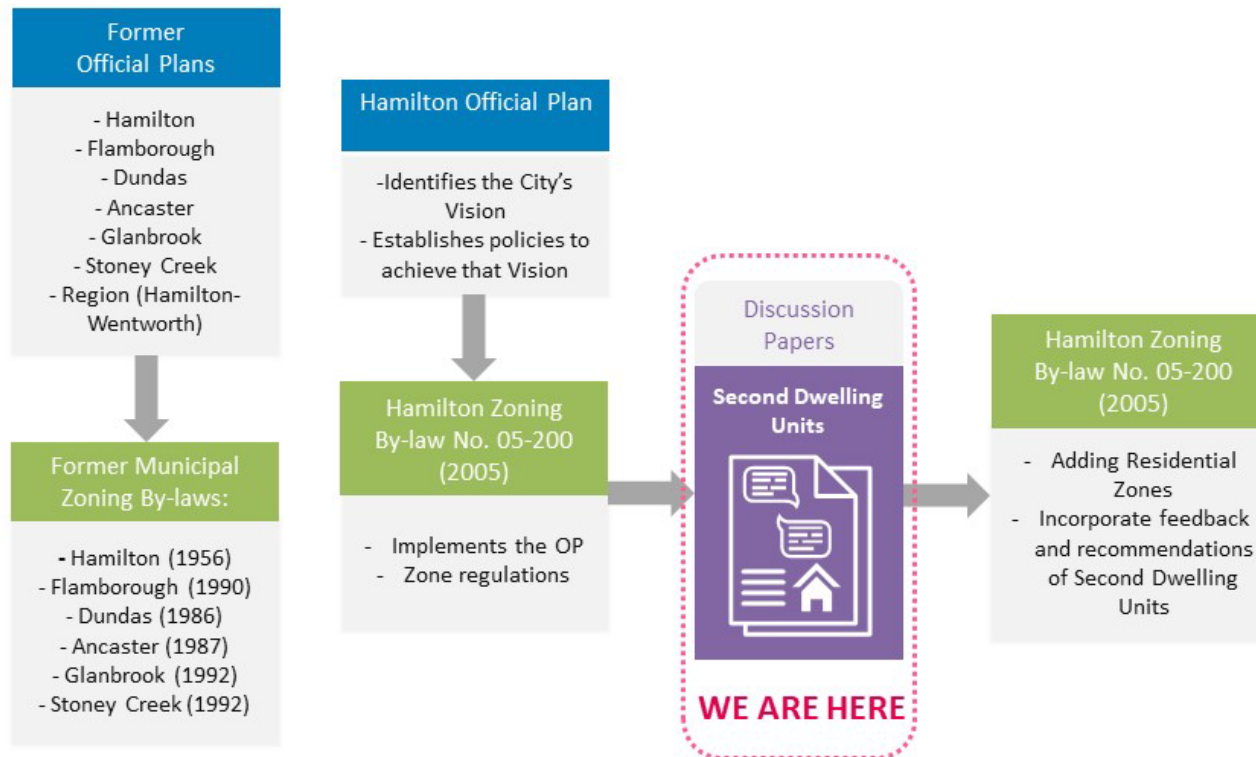 Former
Official Plans
- Hamilton
- Flamborough
- Dundas
- Ancaster
- Glanbrook
- Stoney Creek
- Region (Hamilton-
Wentworth)
Former Municipal
Zoning By-laws:
- Hamilton (1956)
- Flamborough (1990)
- Dundas (1986)
- Ancaster (1987)
- Glanbrook (1992)
- Stoney Creek (1992)
Hamilton Official Plan
-Identifies the City's
Vision
- Establishes policies to
achieve that Vision
Hamilton Zoning
By-law No. 05-200
(2005)
- Implements the OP
- Zone regulations
Discussion
Papers
Second Dwelling
Units
WE ARE HERE
Hamilton Zoning
By-law No. 05-200
(2005)
- Adding Residential
Zones
- Incorporate feedback
and recommendations
of Second Dwelling
Units